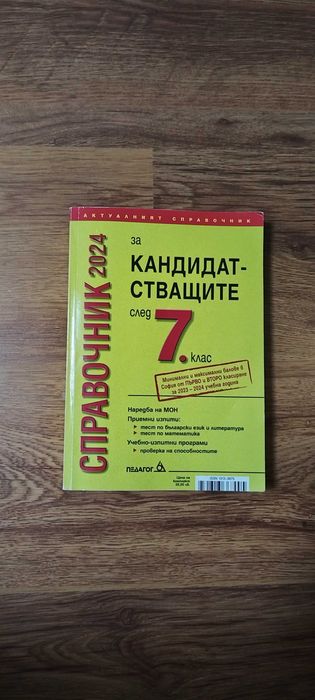 АКТУАЛНИЯТ СПРАВОЧНИК
СПРАВОЧНИК 2024
за
КАНДИДАТ-
СТВАЩИТЕ
след
7. клас
Минимални и максимални балове в
София от ПЪРВО и ВТОРО класиране
за 2023 – 2024 учебна година
Наредба на МОН
Приемни изпити:
тест по български език и литература
тест по математика
Учебно-изпитни програми
проверка на способностите
ПЕДАГОГ 6
Цена на